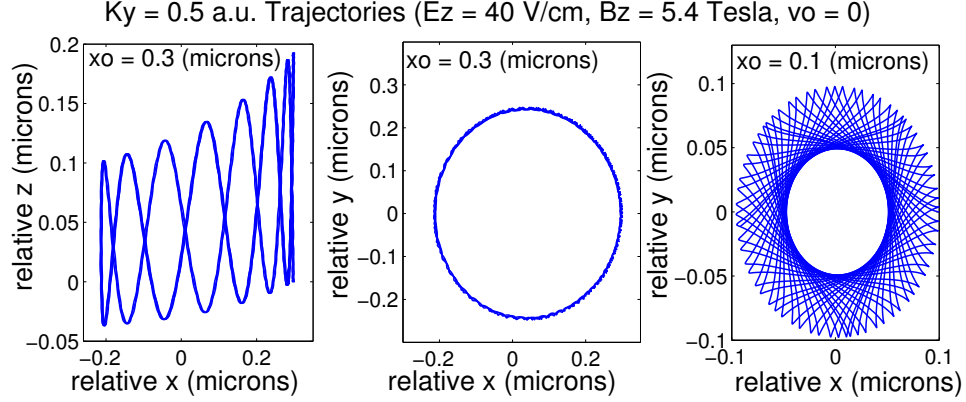 Ky = 0.5 a.u. Trajectories (Ez = 40 V/cm, Bz = 5.4 Tesla, vo = 0)
xo = 0.3 (microns)
0.2
0.15
0.1
0.05
0
−0.05
relative z (microns)
−0.2
0
0.2
relative x (microns)
xo = 0.3 (microns)
0.2
0.1
0
−0.1
−0.2
relative y (microns)
−0.2
0
0.2
relative x (microns)
xo = 0.1 (microns)
0.1
0.05
0
−0.05
−0.1
relative y (microns)
−0.1
0
0.1
relative x (microns)